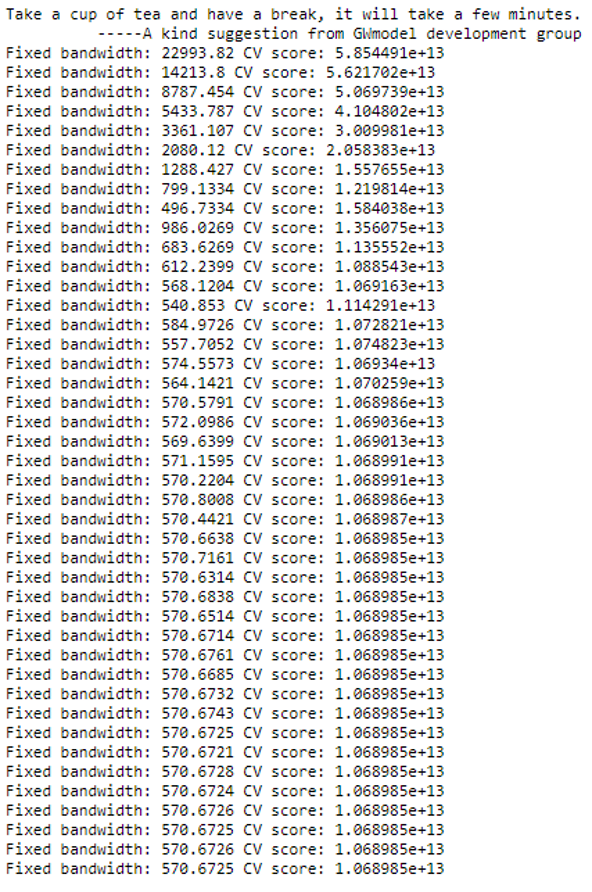 Take a cup of tea and have a break, it will take a few minutes.
-----A kind suggestion from GWmodel development group
Fixed bandwidth: 22993.82 CV score: 5.854491e+13
Fixed bandwidth: 14213.8 CV score: 5.621702e+13
Fixed bandwidth: 8787.454 CV score: 5.069739e+13
Fixed bandwidth: 5433.787 CV score: 4.104802e+13
Fixed bandwidth: 3361.107 CV score: 3.009981e+13
Fixed bandwidth: 2080.12 CV score: 2.058383e+13
Fixed bandwidth: 1288.427 CV score: 1.557655e+13
Fixed bandwidth: 799.1334 CV score: 1.219814e+13
Fixed bandwidth: 496.7334 CV score: 1.584038e+13
Fixed bandwidth: 986.0269 CV score: 1.356075e+13
Fixed bandwidth: 683.6269 CV score: 1.135552e+13
Fixed bandwidth: 612.2399 CV score: 1.088543e+13
Fixed bandwidth: 568.1204 CV score: 1.069163e+13
Fixed bandwidth: 540.853 CV score: 1.114291e+13
Fixed bandwidth: 584.9726 CV score: 1.072821e+13
Fixed bandwidth: 557.7052 CV score: 1.074823e+13
Fixed bandwidth: 574.5573 CV score: 1.06934e+13
Fixed bandwidth: 564.1421 CV score: 1.070259e+13
Fixed bandwidth: 570.5791 CV score: 1.068986e+13
Fixed bandwidth: 572.0986 CV score: 1.069036e+13
Fixed bandwidth: 569.6399 CV score: 1.069013e+13
Fixed bandwidth: 571.1595 CV score: 1.068991e+13
Fixed bandwidth: 570.2204 CV score: 1.068991e+13
Fixed bandwidth: 570.8008 CV score: 1.068986e+13
Fixed bandwidth: 570.4421 CV score: 1.068987e+13
Fixed bandwidth: 570.6638 CV score: 1.068985e+13
Fixed bandwidth: 570.7161 CV score: 1.068985e+13
Fixed bandwidth: 570.6314 CV score: 1.068985e+13
Fixed bandwidth: 570.6838 CV score: 1.068985e+13
Fixed bandwidth: 570.6514 CV score: 1.068985e+13
Fixed bandwidth: 570.6714 CV score: 1.068985e+13
Fixed bandwidth: 570.6761 CV score: 1.068985e+13
Fixed bandwidth: 570.6685 CV score: 1.068985e+13
Fixed bandwidth: 570.6732 CV score: 1.068985e+13
Fixed bandwidth: 570.6743 CV score: 1.068985e+13
Fixed bandwidth: 570.6725 CV score: 1.068985e+13
Fixed bandwidth: 570.6721 CV score: 1.068985e+13
Fixed bandwidth: 570.6728 CV score: 1.068985e+13
Fixed bandwidth: 570.6724 CV score: 1.068985e+13
Fixed bandwidth: 570.6726 CV score: 1.068985e+13
Fixed bandwidth: 570.6725 CV score: 1.068985e+13
Fixed bandwidth: 570.6726 CV score: 1.068985e+13
Fixed bandwidth: 570.6725 CV score: 1.068985e+13